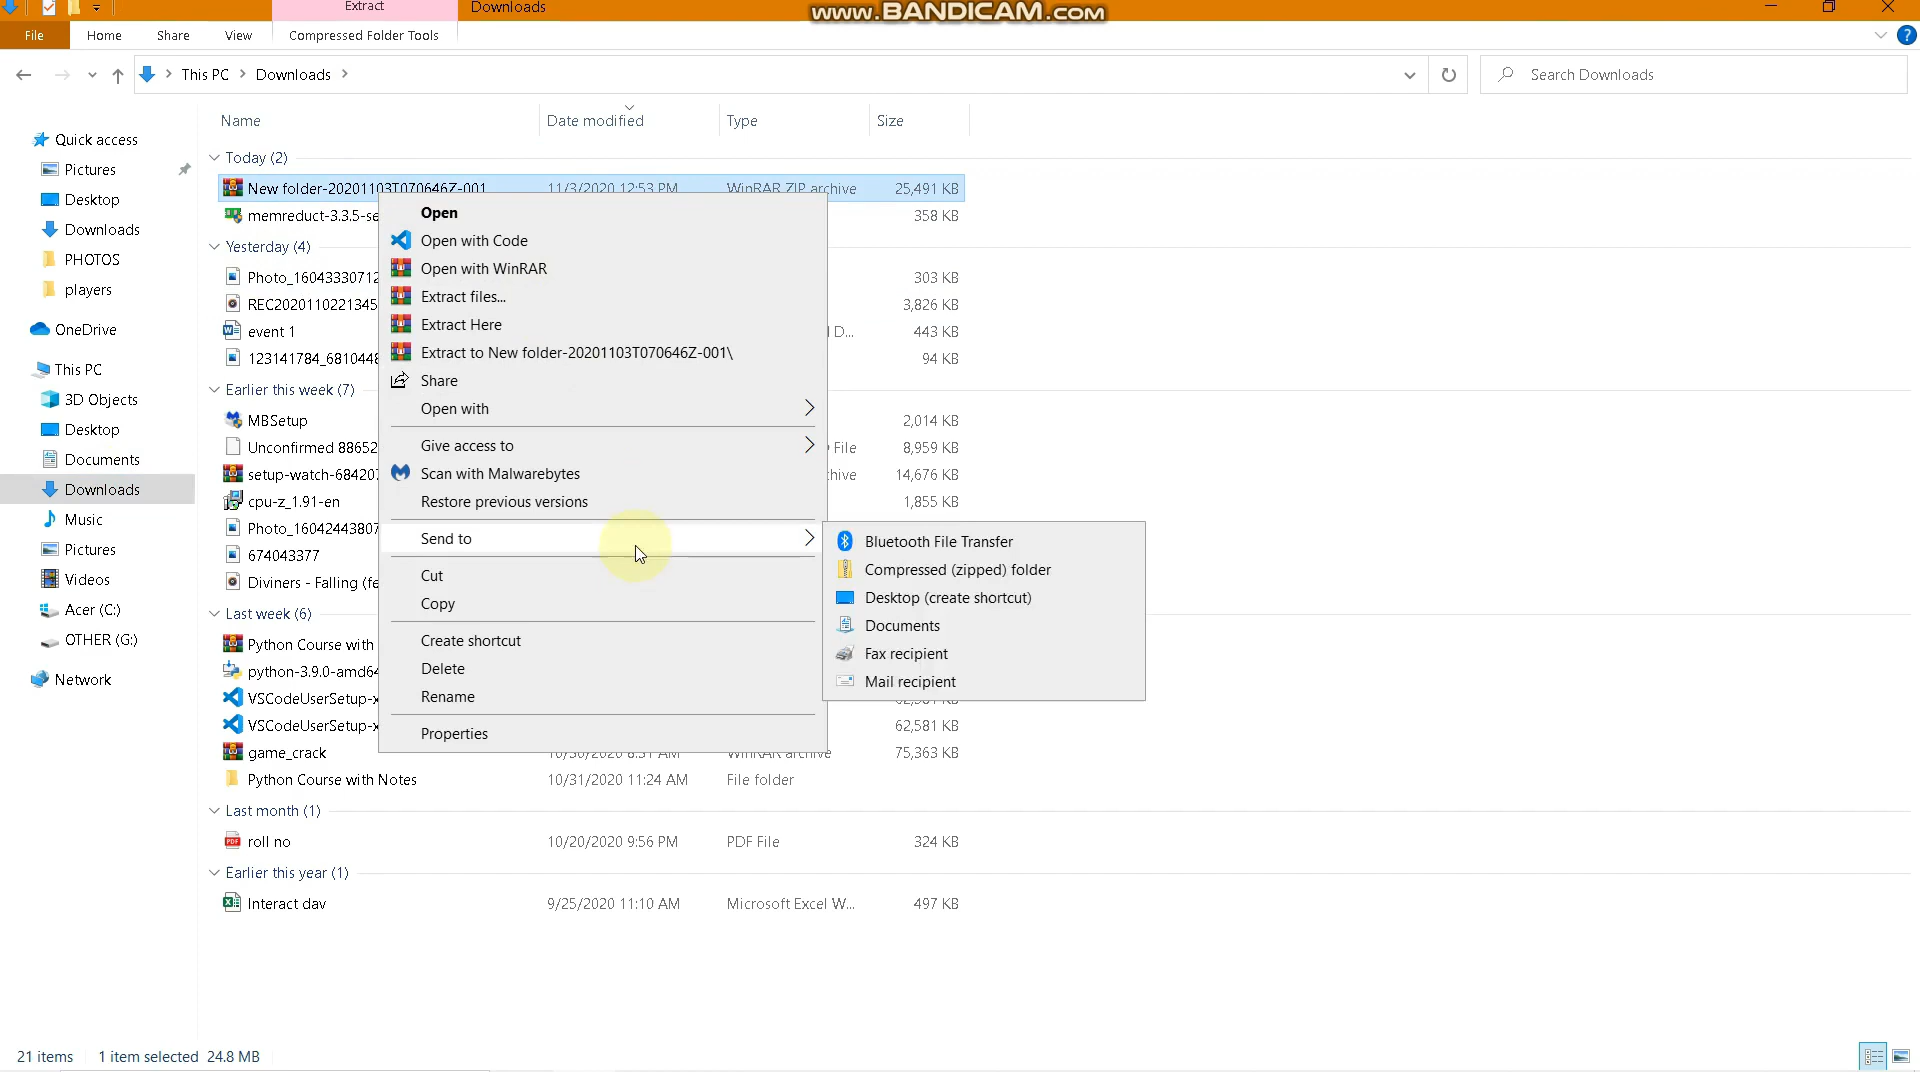 Extract
Downloads
www.BANDICAM.com
File
Home
Share
View
Compressed Folder Tools
This PC
Downloads
Search Downloads
Name
Date modified
Type
Size
Quick access
Pictures
Desktop
Downloads
PHOTOS
players
OneDrive
This PC
3D Objects
Desktop
Documents
Downloads
Music
Pictures
Videos
Acer (C:)
OTHER (G:)
Network
Today (2)
New folder-20201103T070646Z-001 11/3/2020 12:53 PM WinRAR ZIP archive 25,491 KB
memreduct-3.3.5-se 358 KB
Yesterday (4)
Photo_16043330712 303 KB
REC2020110221345 3,826 KB
event 1 D... 443 KB
123141784_6810448 94 KB
Earlier this week (7)
MBSetup 2,014 KB
Unconfirmed 88652 File 8,959 KB
setup-watch-684207 hive 14,676 KB
cpu-z_1.91-en 1,855 KB
Photo_1604244380
674043377
Diviners - Falling (fe
Last week (6)
Python Course with
python-3.9.0-amd64
VSCodeUserSetup-x
VSCodeUserSetup-x 62,581 KB
game_crack 75,363 KB
Python Course with Notes 10/31/2020 11:24 AM File folder
Last month (1)
roll no 10/20/2020 9:56 PM PDF File 324 KB
Earlier this year (1)
Interact dav 9/25/2020 11:10 AM Microsoft Excel W... 497 KB
Open
Open with Code
Open with WinRAR
Extract files...
Extract Here
Extract to New folder-20201103T070646Z-001\
Share
Open with
Give access to
Scan with Malwarebytes
Restore previous versions
Send to
Cut
Copy
Create shortcut
Delete
Rename
Properties
Bluetooth File Transfer
Compressed (zipped) folder
Desktop (create shortcut)
Documents
Fax recipient
Mail recipient
21 items 1 item selected 24.8 MB